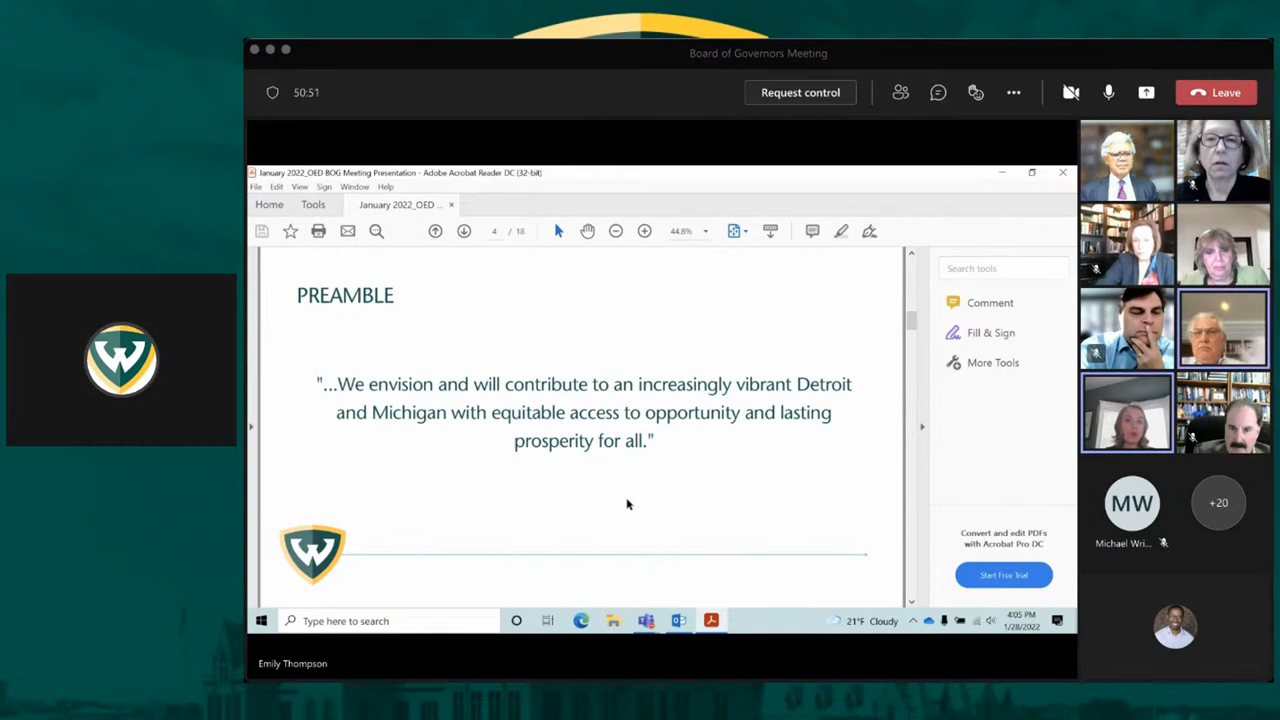 Board of Governors Meeting
50:51
Request control
Leave
January 2022_OED BOG Meeting Presentation - Adobe Acrobat Reader DC (32-bit)
File Edit View Sign Window Help
Home Tools January 2022_OED ... ×
4 / 18 44.8%
Search tools
PREAMBLE
Comment
Fill & Sign
More Tools
"...We envision and will contribute to an increasingly vibrant Detroit
and Michigan with equitable access to opportunity and lasting
prosperity for all."
W
W
MW
+20
Michael Wri...
Convert and edit PDFs
with Acrobat Pro DC
Start Free Trial
Type here to search
21°F Cloudy
4:05 PM
1/28/2022
Emily Thompson